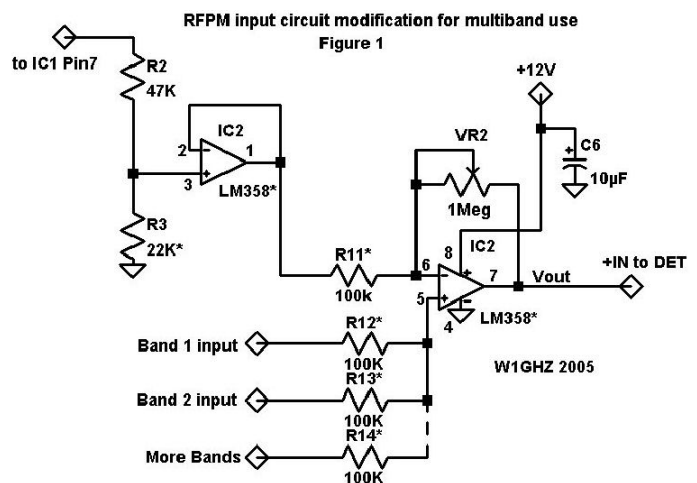 RFPM input circuit modification for multiband use
Figure 1
to IC1 Pin7
R2
47K
+12V
IC2
2
1
3
LM358*
VR2
1Meg
C6
+
10µF
R3
22K*
R11*
100k
IC2
8
6
7
5
4
Vout
+IN to DET
LM358*
Band 1 input
R12*
100K
W1GHZ 2005
Band 2 input
R13*
100K
More Bands
R14*
100K